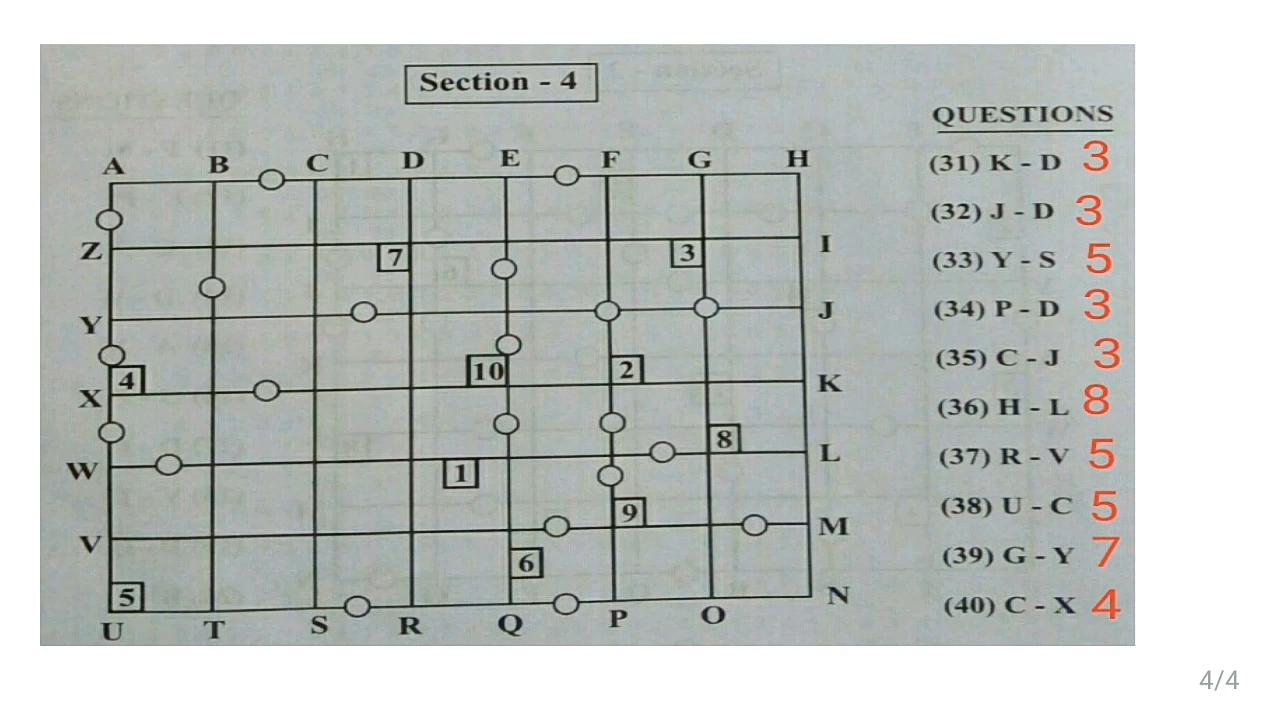 Section - 4
QUESTIONS
A B C D E F G H
(31) K - D 3
(32) J - D 3
Z 7 3 I
(33) Y - S 5
Y J
(34) P - D 3
(35) C - J 3
4 10 2
X K
(36) H - L 8
8
W 1 L
(37) R - V 5
9
V M
(38) U - C 5
6
(39) G - Y 7
5 N
(40) C - X 4
U T S R Q P O
4/4